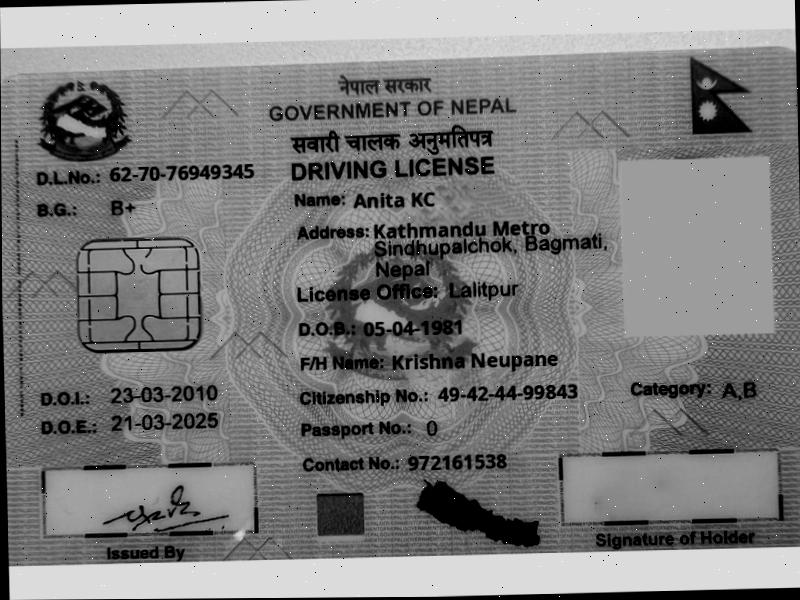 नेपाल सरकार
GOVERNMENT OF NEPAL
सवारी चालक अनुमतिपत्र
DRIVING LICENSE
D.L.No.: 62-70-76949345
B.G.: B+
Name: Anita KC
Address: Kathmandu Metro
Sindhupalchok, Bagmati,
Nepal
License Office: Lalitpur
D.O.B.: 05-04-1981
F/H Name: Krishna Neupane
D.O.I.: 23-03-2010
Citizenship No.: 49-42-44-99843
Category: A,B
D.O.E.: 21-03-2025
Passport No.: 0
Contact No.: 972161538
Issued By
Signature of Holder